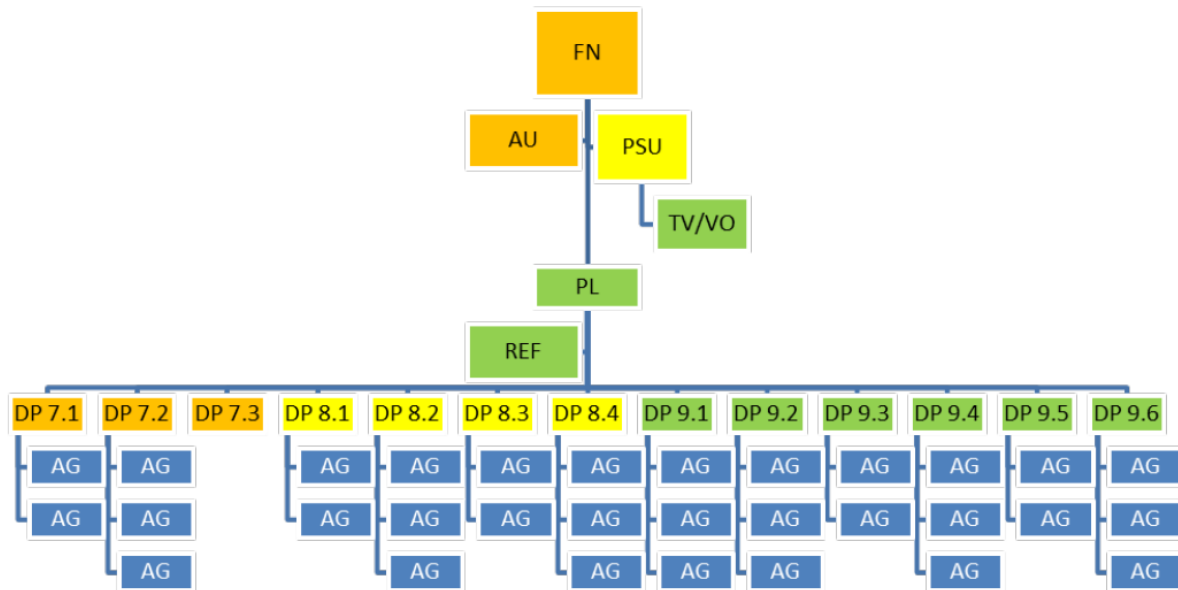 FN
AU PSU
TV/VO
PL
REF
DP 7.1 DP 7.2 DP 7.3 DP 8.1 DP 8.2 DP 8.3 DP 8.4 DP 9.1 DP 9.2 DP 9.3 DP 9.4 DP 9.5 DP 9.6
AG AG AG AG AG AG AG AG AG AG AG AG
AG AG AG AG AG AG AG AG AG AG AG AG
AG AG AG AG AG AG AG